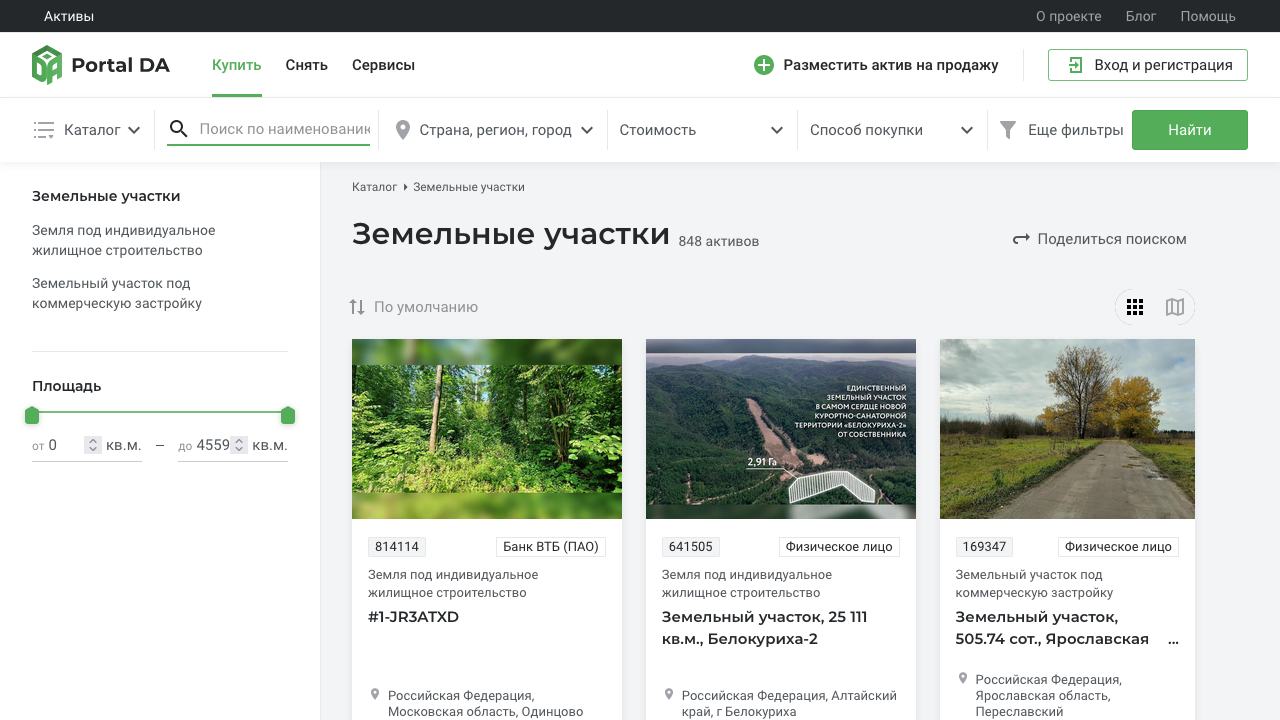 Активы
О проекте
Блог
Помощь
Portal DA
Купить
Снять
Сервисы
Разместить актив на продажу
Вход и регистрация
Каталог
Поиск по наименованик
Страна, регион, город
Стоимость
Способ покупки
Еще фильтры
Найти
Земельные участки
Земля под индивидуальное
жилищное строительство
Земельный участок под
коммерческую застройку
Площадь
от 0 кв.м. – до 4559 кв.м.
Каталог
Земельные участки
Земельные участки
848 активов
Поделиться поиском
По умолчанию
814114
Банк ВТБ (ПАО)
Земля под индивидуальное
жилищное строительство
#1-JR3ATXD
Российская Федерация,
Московская область, Одинцово
ЕДИНСТВЕННЫЙ
ЗЕМЕЛЬНЫЙ УЧАСТОК
В САМОМ СЕРДЦЕ НОВОЙ
КУРОРТНО-САНАТОРНОЙ
ТЕРРИТОРИИ «БЕЛОКУРИХА-2»
ОТ СОБСТВЕННИКА
2,91 Га
641505
Физическое лицо
Земля под индивидуальное
жилищное строительство
Земельный участок, 25 111
кв.м., Белокуриха-2
Российская Федерация, Алтайский
край, г Белокуриха
169347
Физическое лицо
Земельный участок под
коммерческую застройку
Земельный участок,
505.74 сот., Ярославская ...
Российская Федерация,
Ярославская область,
Переславский